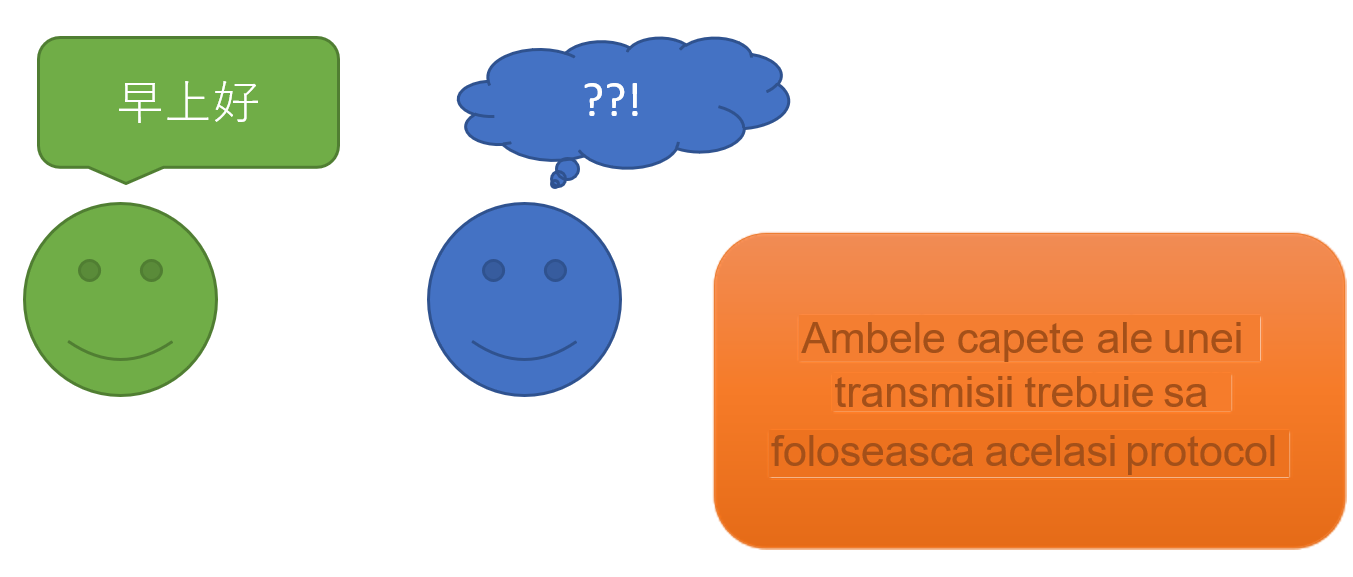 早上好
??!
Ambele capete ale unei
transmisii trebuie sa
foloseasca acelasi protocol